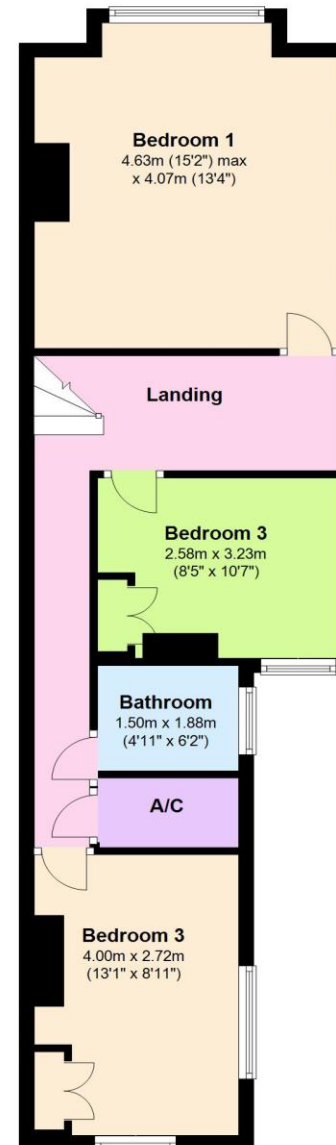 Bedroom 1
4.63m (15'2") max
x 4.07m (13'4")
Landing
Bedroom 3
2.58m x 3.23m
(8'5" x 10'7")
Bathroom
1.50m x 1.88m
(4'11" x 6'2")
A/C
Bedroom 3
4.00m x 2.72m
(13'1" x 8'11")